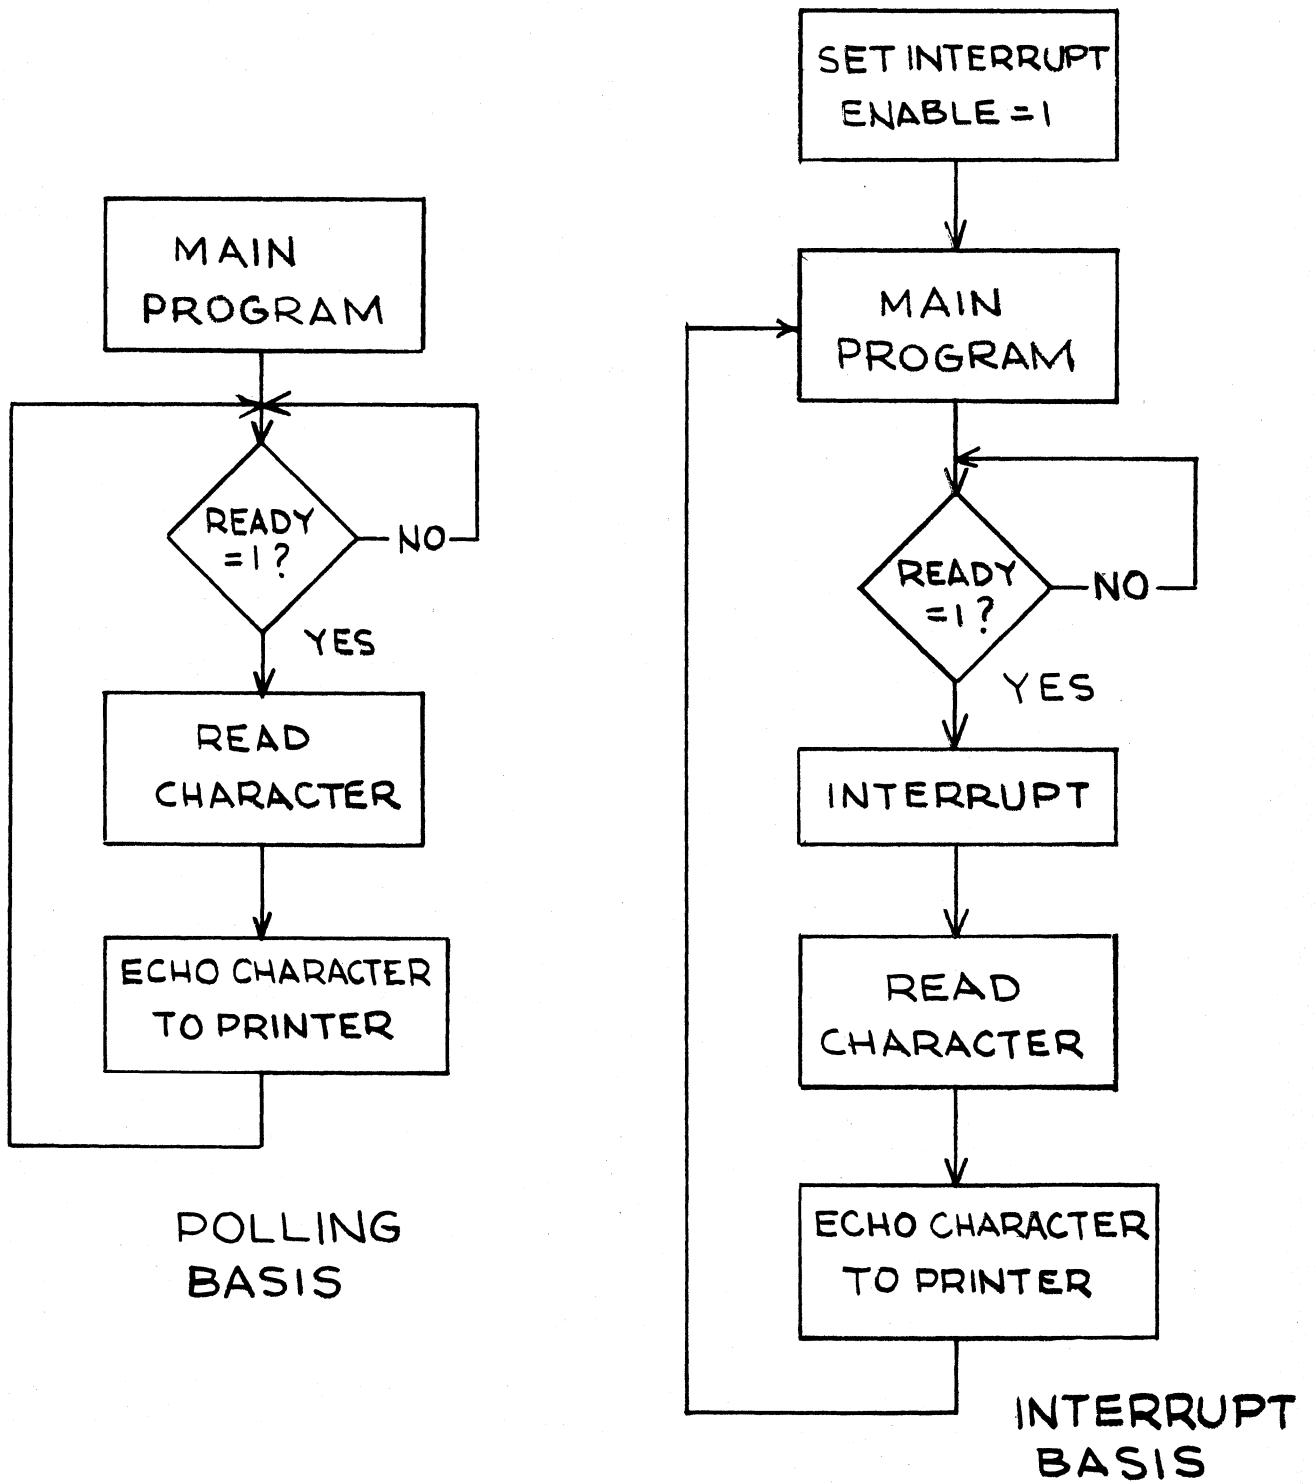 MAIN
PROGRAM
READY
=1?
NO
YES
READ
CHARACTER
ECHO CHARACTER
TO PRINTER
POLLING
BASIS
SET INTERRUPT
ENABLE=1
MAIN
PROGRAM
READY
=1?
NO
YES
INTERRUPT
READ
CHARACTER
ECHO CHARACTER
TO PRINTER
INTERRUPT
BASIS